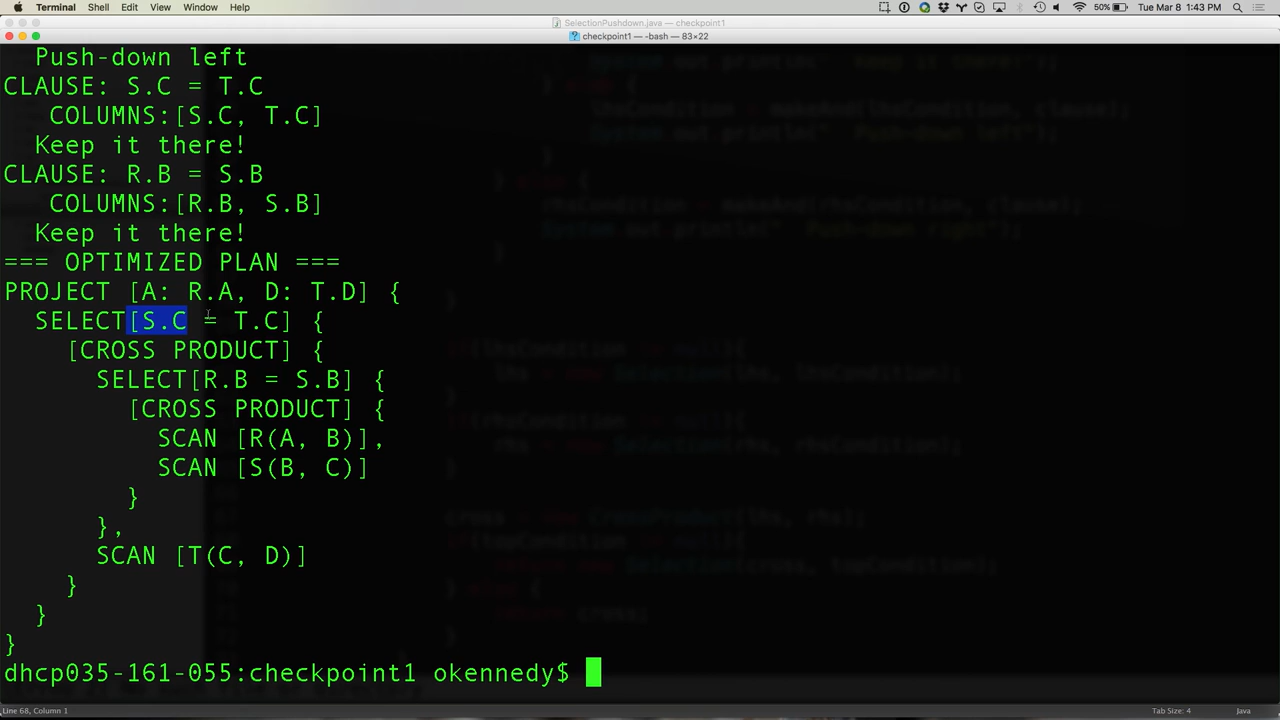 Terminal Shell Edit View Window Help 50% Tue Mar 8 1:43 PM
SelectionPushdown.java — checkpoint1
checkpoint1 — -bash — 83×22
Push-down left
CLAUSE: S.C = T.C
COLUMNS:[S.C, T.C]
Keep it there!
CLAUSE: R.B = S.B
COLUMNS:[R.B, S.B]
Keep it there!
=== OPTIMIZED PLAN ===
PROJECT [A: R.A, D: T.D] {
SELECT[S.C = T.C] {
[CROSS PRODUCT] {
SELECT[R.B = S.B] {
[CROSS PRODUCT] {
SCAN [R(A, B)],
SCAN [S(B, C)]
}
},
SCAN [T(C, D)]
}
}
}
dhcp035-161-055:checkpoint1 okennedy$
Line 68, Column 1 Tab Size: 4 Java